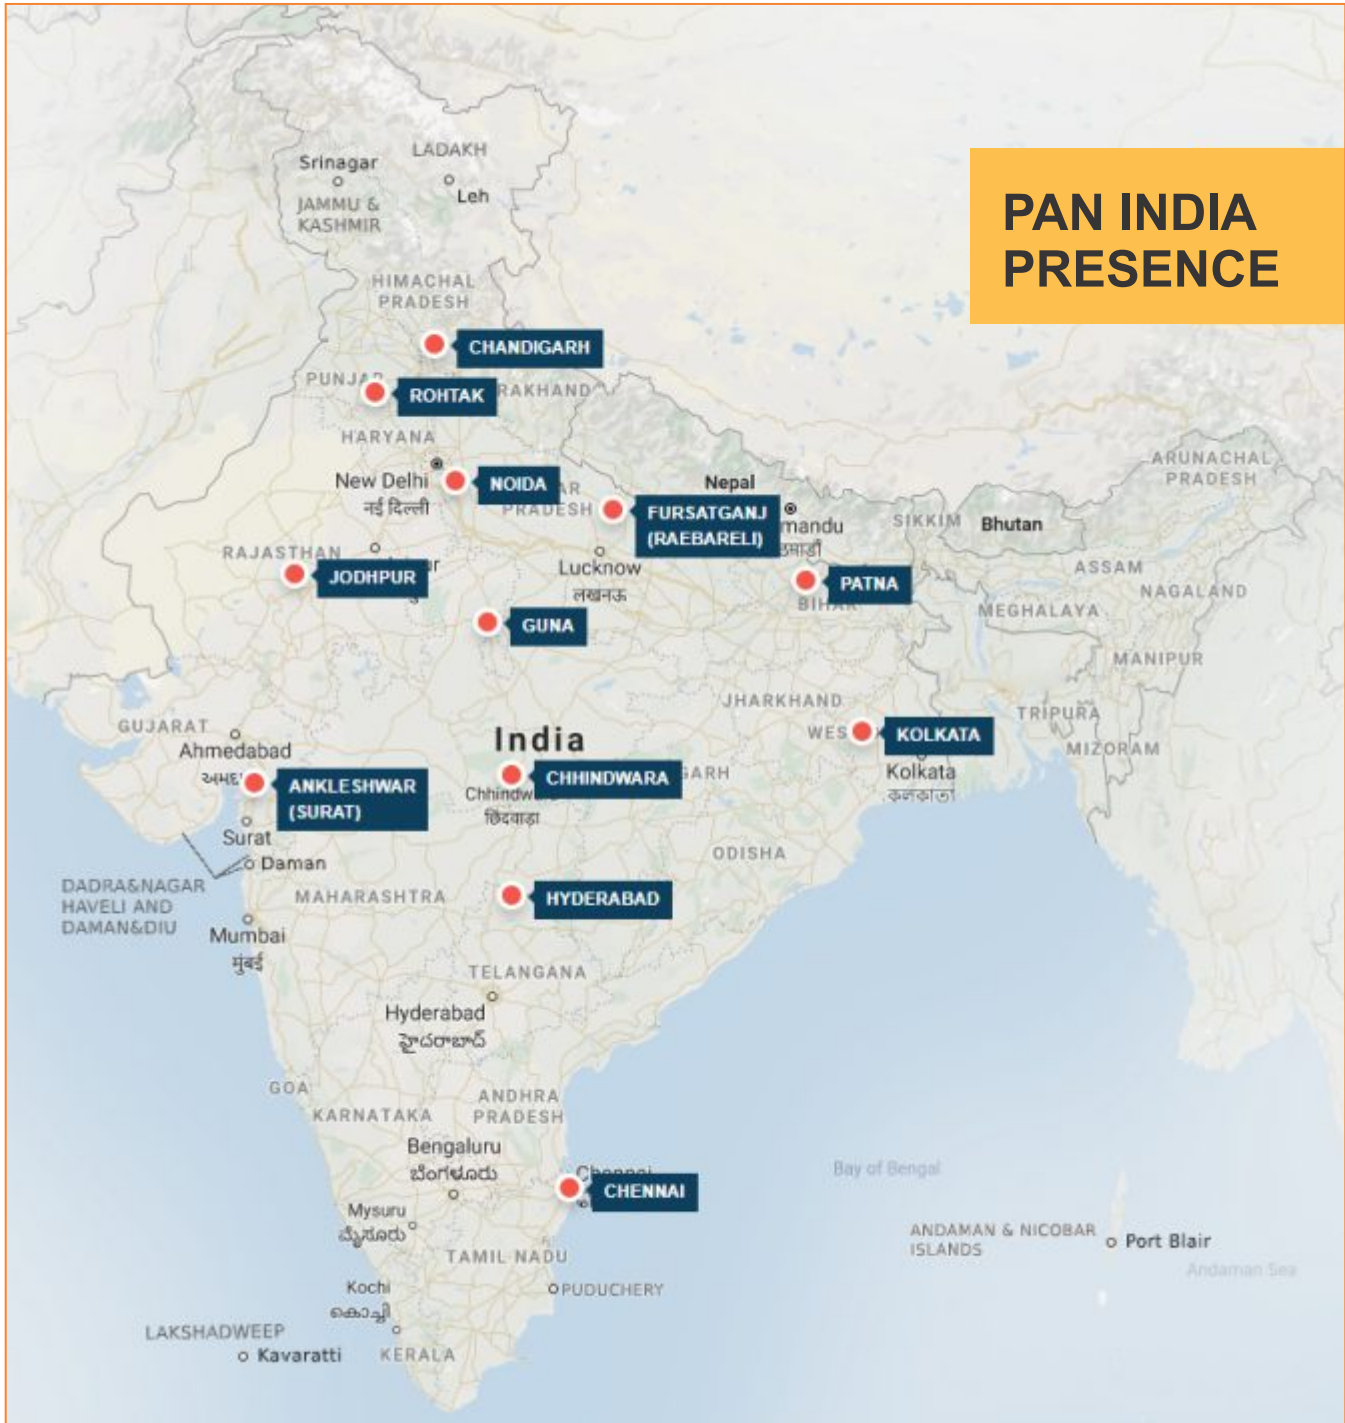 Srinagar
LADAKH
Leh
JAMMU &
KASHMIR
PAN INDIA
PRESENCE
HIMACHAL
PRADESH
CHANDIGARH
ROHTAK
HARYANA
New Delhi
नई दिल्ली
NOIDA
PRADESH
Nepal
FURSATGANJ
(RAEBARELI)
ARUNACHAL
PRADESH
SIKKIM
Bhutan
RAJASTHAN
JODHPUR
Lucknow
लखनऊ
PATNA
BIHAR
ASSAM
NAGALAND
MEGHALAYA
GUNA
MANIPUR
JHARKHAND
TRIPURA
MIZORAM
GUJARAT
Ahmedabad
India
KOLKATA
Kolkata
কলকাতা
ANKLESHWAR
(SURAT)
CHHINDWARA
छिंदवाड़ा
Surat
Daman
ODISHA
DADRA&NAGAR
HAVELI AND
DAMAN&DIU
MAHARASHTRA
HYDERABAD
Mumbai
मुंबई
TELANGANA
Hyderabad
హైదరాబాద్
GOA
KARNATAKA
ANDHRA
PRADESH
Bengaluru
ಬೆಂಗಳೂರು
CHENNAI
Bay of Bengal
Mysuru
ಮೈಸೂರು
TAMIL NADU
ANDAMAN & NICOBAR
ISLANDS
Port Blair
Andaman Sea
Kochi
കൊച്ചി
PUDUCHERY
LAKSHADWEEP
Kavaratti
KERALA